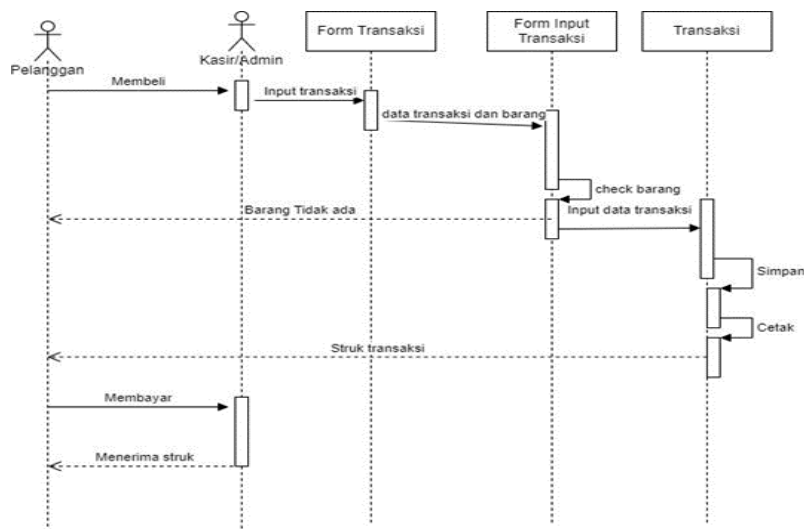 Pelanggan
Kasir/Admin
Form Transaksi
Form Input
Transaksi
Transaksi
Membeli
Input transaksi
data transaksi dan barang
check barang
Barang Tidak ada
Input data transaksi
Simpan
Cetak
Struk transaksi
Membayar
Menerima struk